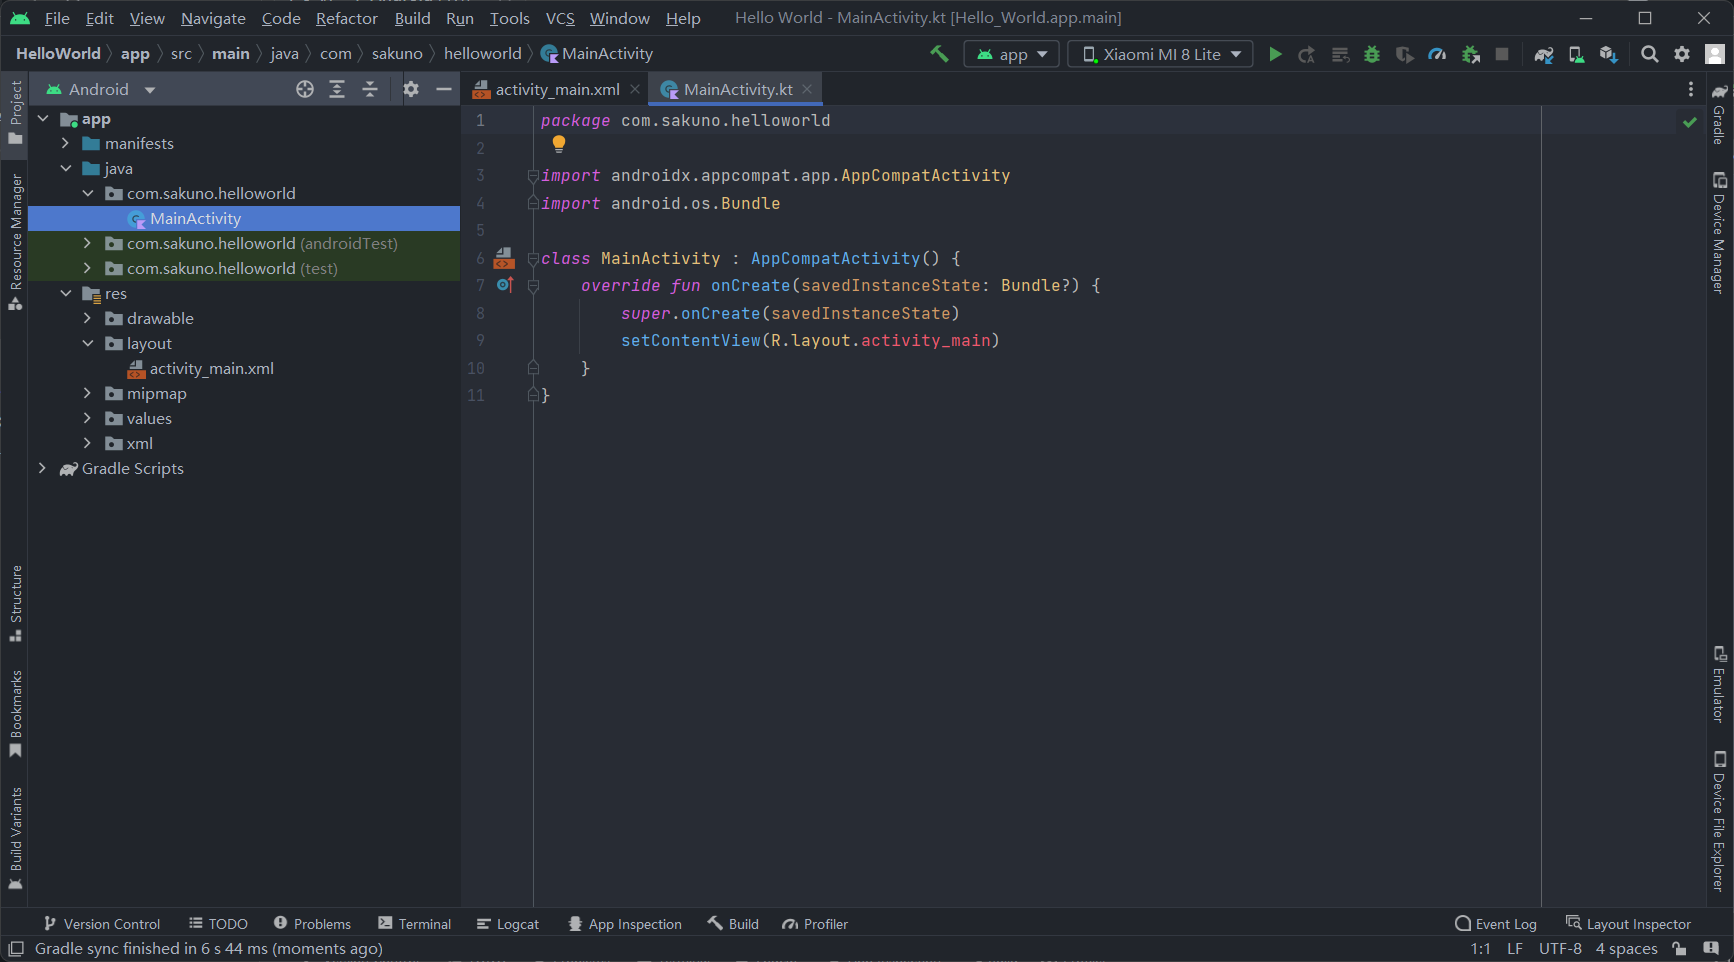 File Edit View Navigate Code Refactor Build Run Tools VCS Window Help Hello World - MainActivity.kt [Hello_World.app.main]
HelloWorld app src main java com sakuno helloworld MainActivity app Xiaomi MI 8 Lite
Project
Resource Manager
Structure
Bookmarks
Build Variants
Android
app
manifests
java
com.sakuno.helloworld
MainActivity
com.sakuno.helloworld (androidTest)
com.sakuno.helloworld (test)
res
drawable
layout
activity_main.xml
mipmap
values
xml
Gradle Scripts
activity_main.xml MainActivity.kt
1 package com.sakuno.helloworld
2
3 import androidx.appcompat.app.AppCompatActivity
4 import android.os.Bundle
5
6 class MainActivity : AppCompatActivity() {
7 override fun onCreate(savedInstanceState: Bundle?) {
8 super.onCreate(savedInstanceState)
9 setContentView(R.layout.activity_main)
10 }
11 }
Gradle
Device Manager
Emulator
Device File Explorer
Version Control TODO Problems Terminal Logcat App Inspection Build Profiler Event Log Layout Inspector
Gradle sync finished in 6 s 44 ms (moments ago) 1:1 LF UTF-8 4 spaces